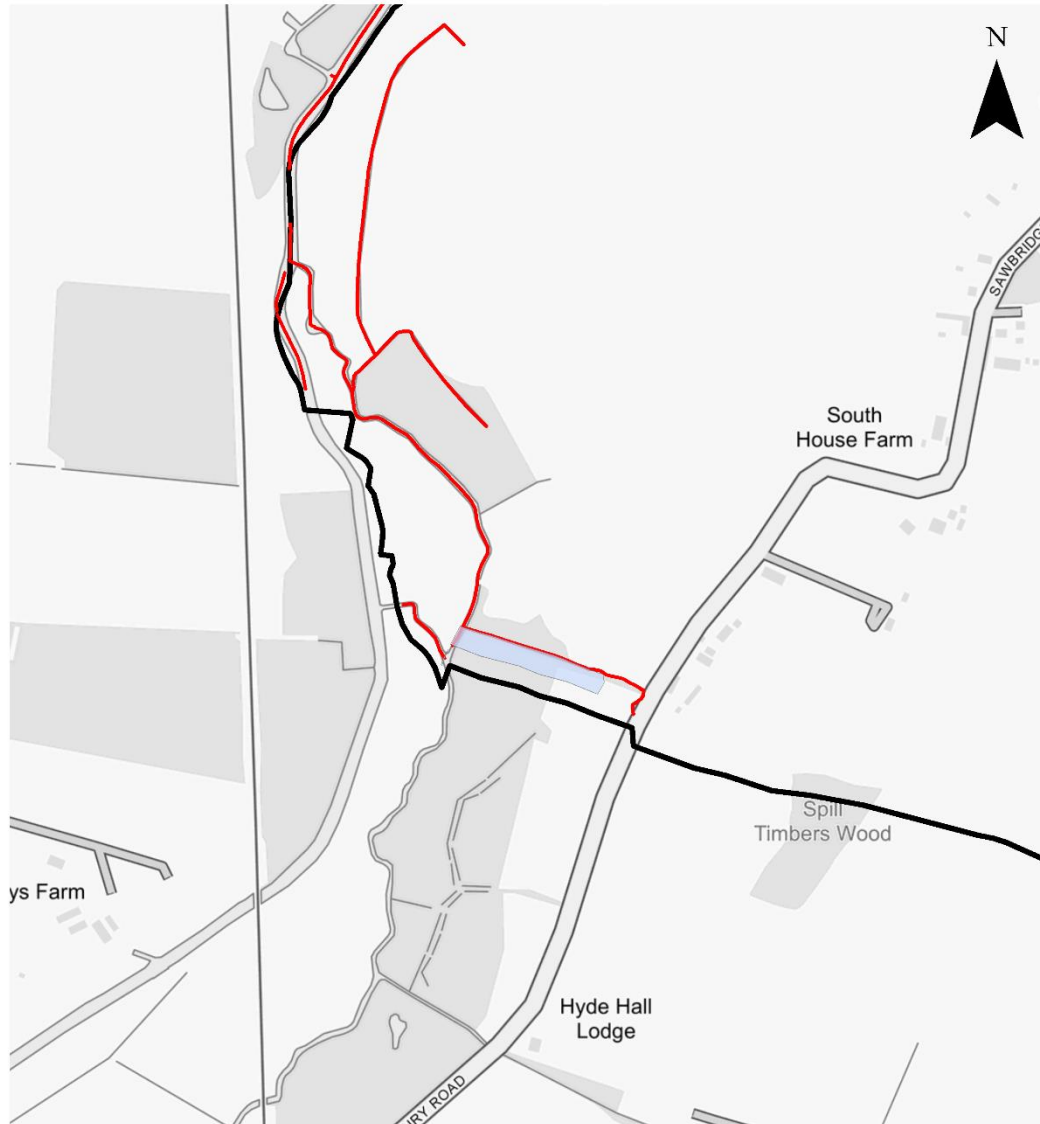 N
SAWBRIDG
South
House Farm
Spill
Timbers Wood
ys Farm
Hyde Hall
Lodge
RY ROAD